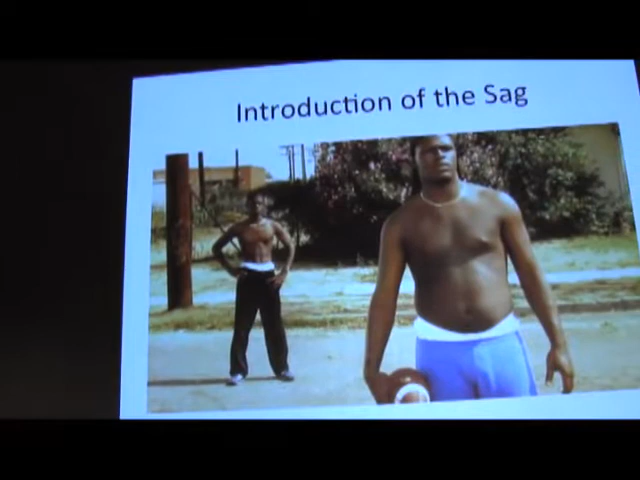 Introduction of the Sag